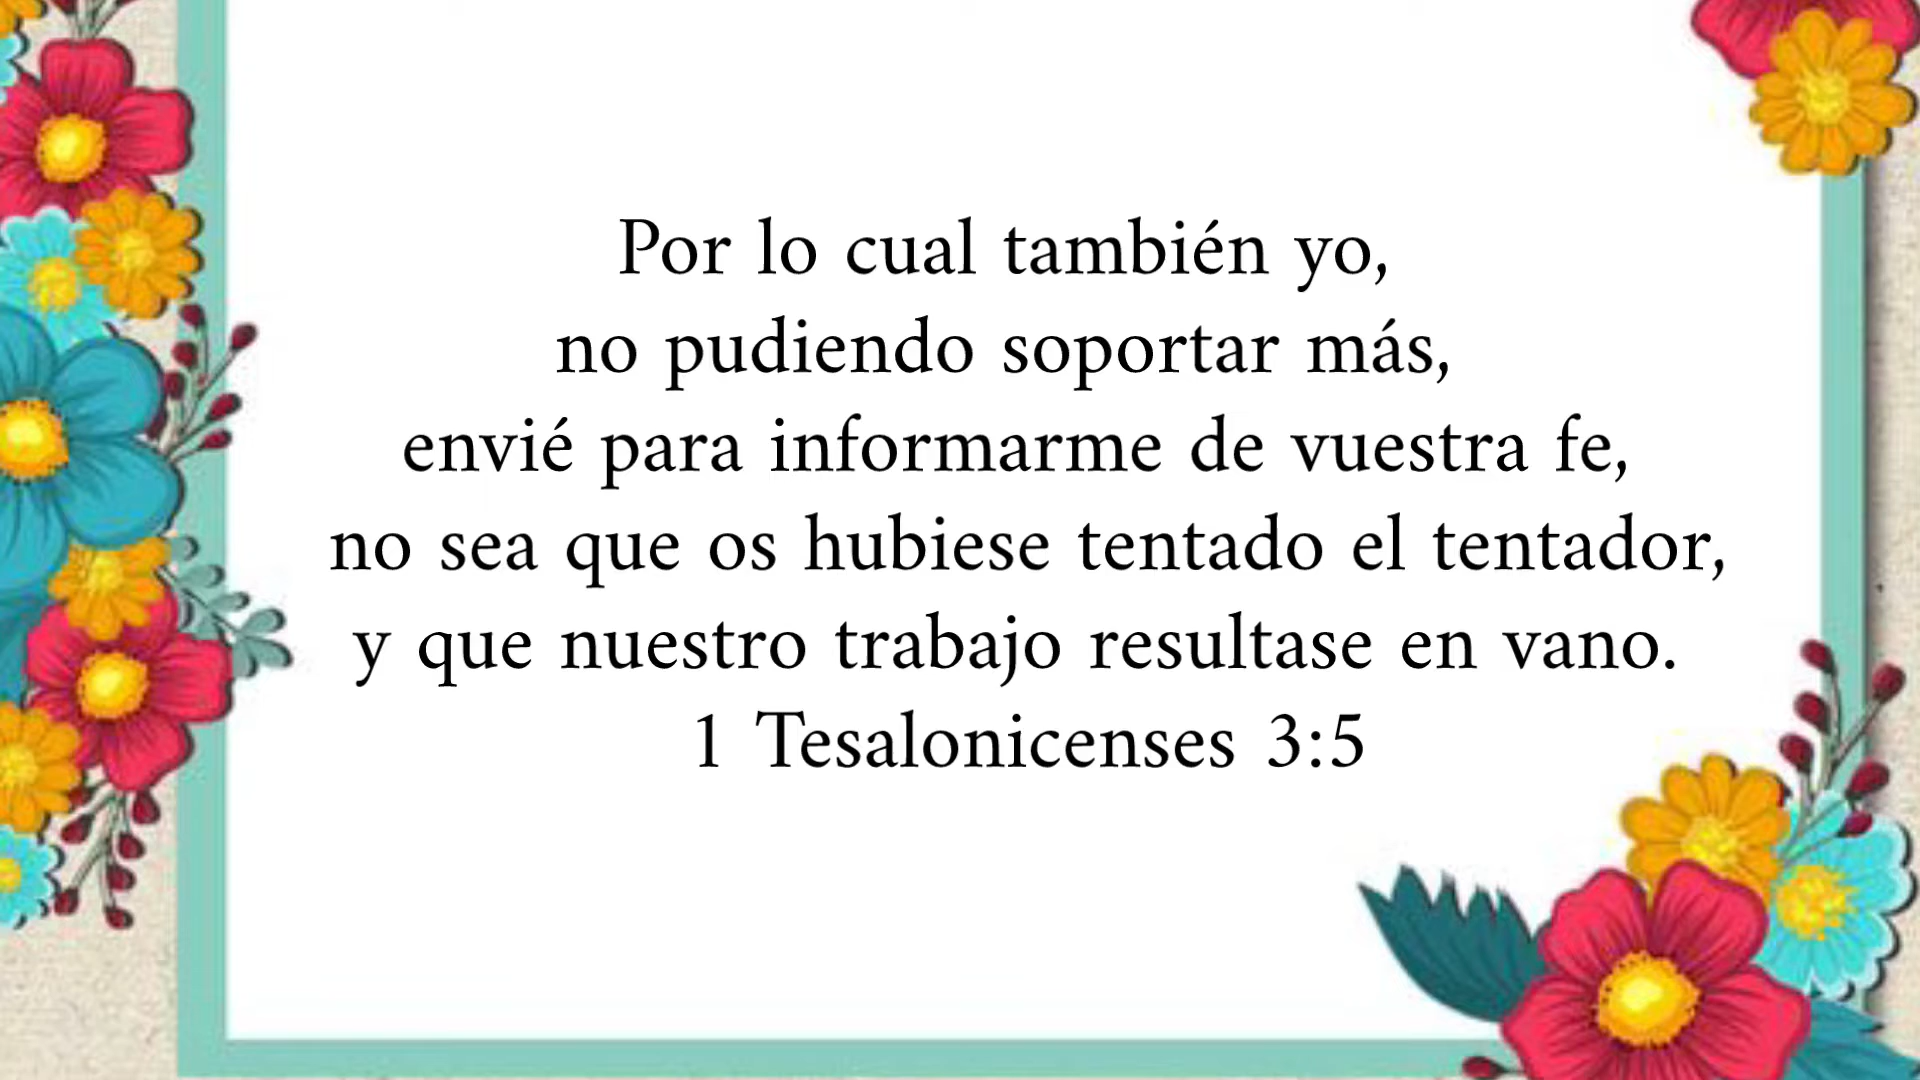 Por lo cual también yo,
no pudiendo soportar más,
envié para informarme de vuestra fe,
no sea que os hubiese tentado el tentador,
y que nuestro trabajo resultase en vano.
1 Tesalonicenses 3:5